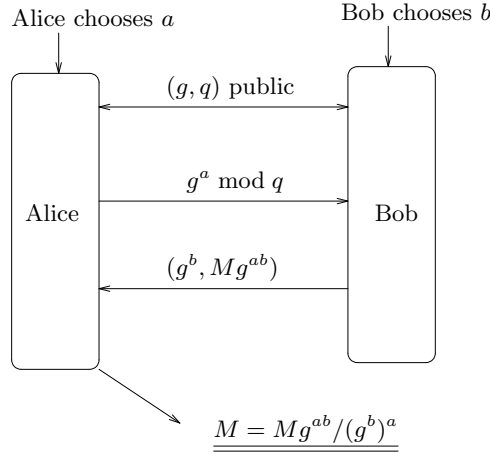 Alice chooses a
Bob chooses b
(g, q) public
g^a mod q
Alice
Bob
(g^b, Mg^{ab})
M = Mg^{ab}/(g^b)^a